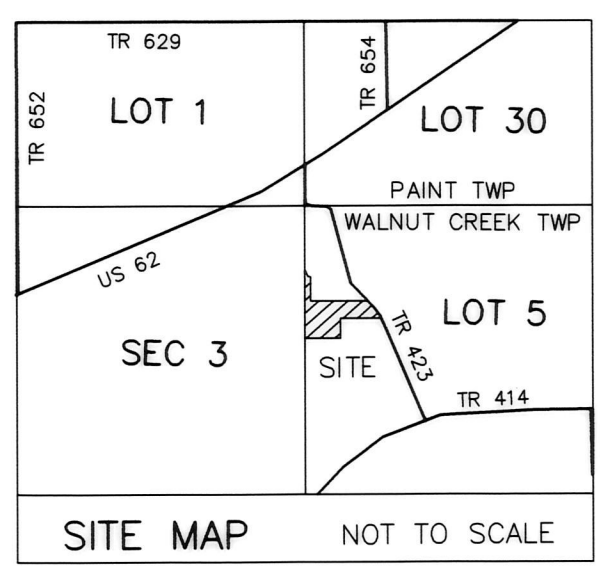 TR 629
TR 652
LOT 1
TR 654
LOT 30
PAINT TWP
WALNUT CREEK TWP
US 62
LOT 5
SEC 3
SITE
TR 423
TR 414
SITE MAP
NOT TO SCALE